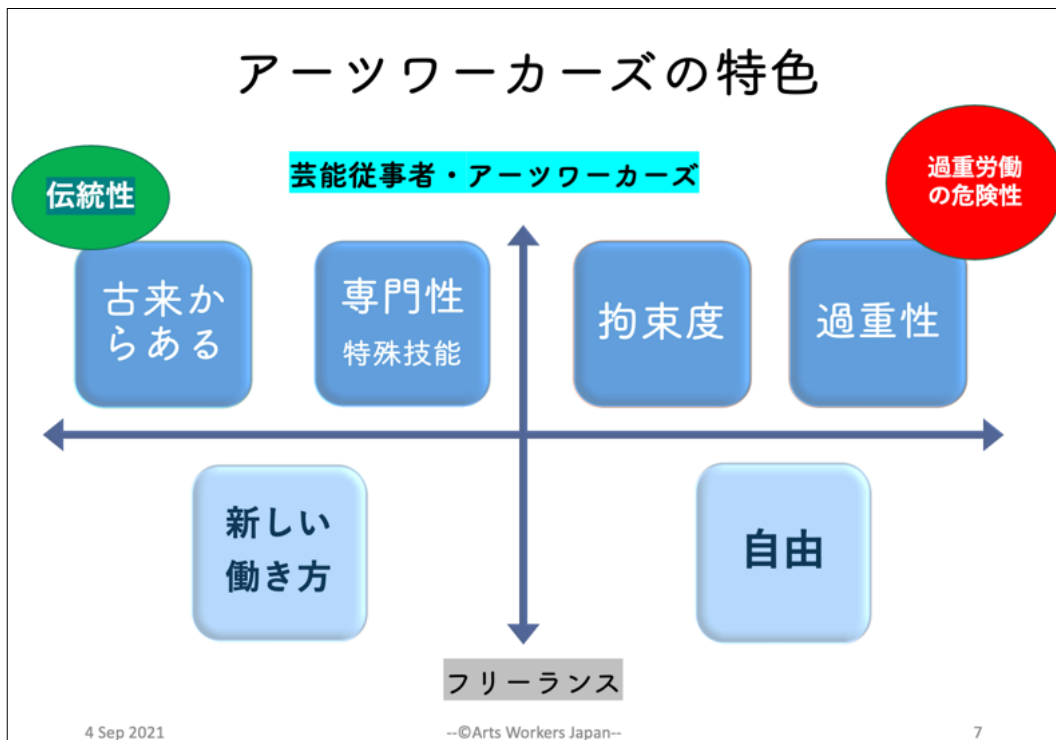 アーツワーカーズの特色
芸能従事者・アーツワーカーズ
伝統性
過重労働
の危険性
古来か
らある
専門性
特殊技能
拘束度
過重性
新しい
働き方
自由
フリーランス
4 Sep 2021
--©Arts Workers Japan--
7